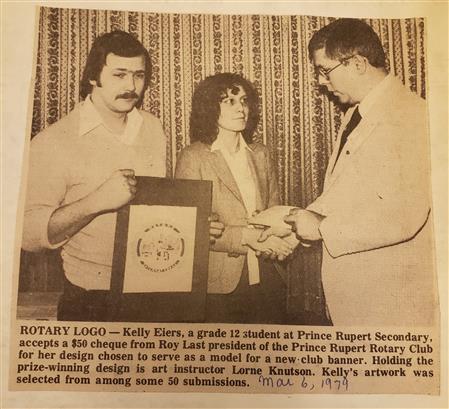 ROTARY LOGO — Kelly Eiers, a grade 12 student at Prince Rupert Secondary,
accepts a $50 cheque from Roy Last president of the Prince Rupert Rotary Club
for her design chosen to serve as a model for a new club banner. Holding the
prize-winning design is art instructor Lorne Knutson. Kelly's artwork was
selected from among some 50 submissions. Mar 6, 1979